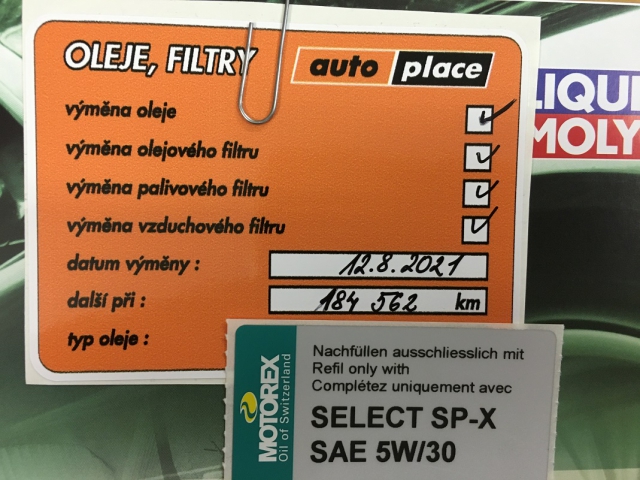 OLEJE, FILTRY
auto place
výměna oleje
výměna olejového filtru
výměna palivového filtru
výměna vzduchového filtru
datum výměny : 12.8.2021
další při : 184 562 km
typ oleje :
LIQUI
MOLY
MOTOREX
Oil of Switzerland
Nachfüllen ausschliesslich mit
Refil only with
Complétez uniquement avec
SELECT SP-X
SAE 5W/30